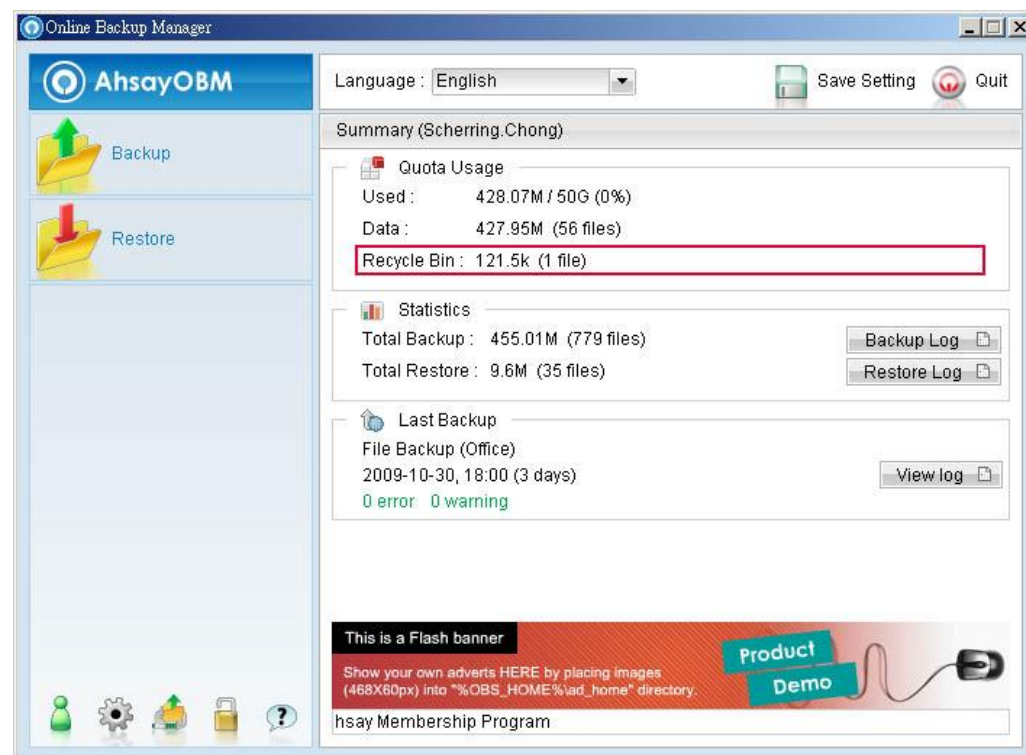 Online Backup Manager
AhsayOBM
Language : English
Save Setting
Quit
Backup
Restore
Summary (Scherring.Chong)
Quota Usage
Used : 428.07M / 50G (0%)
Data : 427.95M (56 files)
Recycle Bin : 121.5k (1 file)
Statistics
Total Backup : 455.01M (779 files)
Backup Log
Total Restore : 9.6M (35 files)
Restore Log
Last Backup
File Backup (Office)
2009-10-30, 18:00 (3 days)
View log
0 error 0 warning
This is a Flash banner
Show your own adverts HERE by placing images
(468X60px) into "%OBS_HOME%\ad_home" directory.
Product
Demo
hsay Membership Program